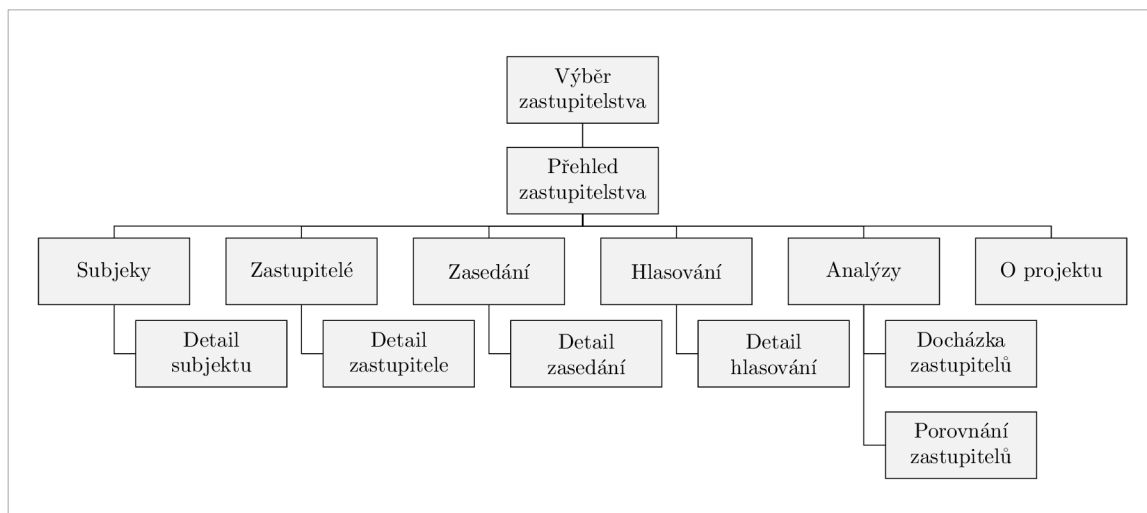 Výběr
zastupitelstva
Přehled
zastupitelstva
Subjeky
Zastupitelé
Zasedání
Hlasování
Analýzy
O projektu
Detail
subjektu
Detail
zastupitele
Detail
zasedání
Detail
hlasování
Docházka
zastupitelů
Porovnání
zastupitelů